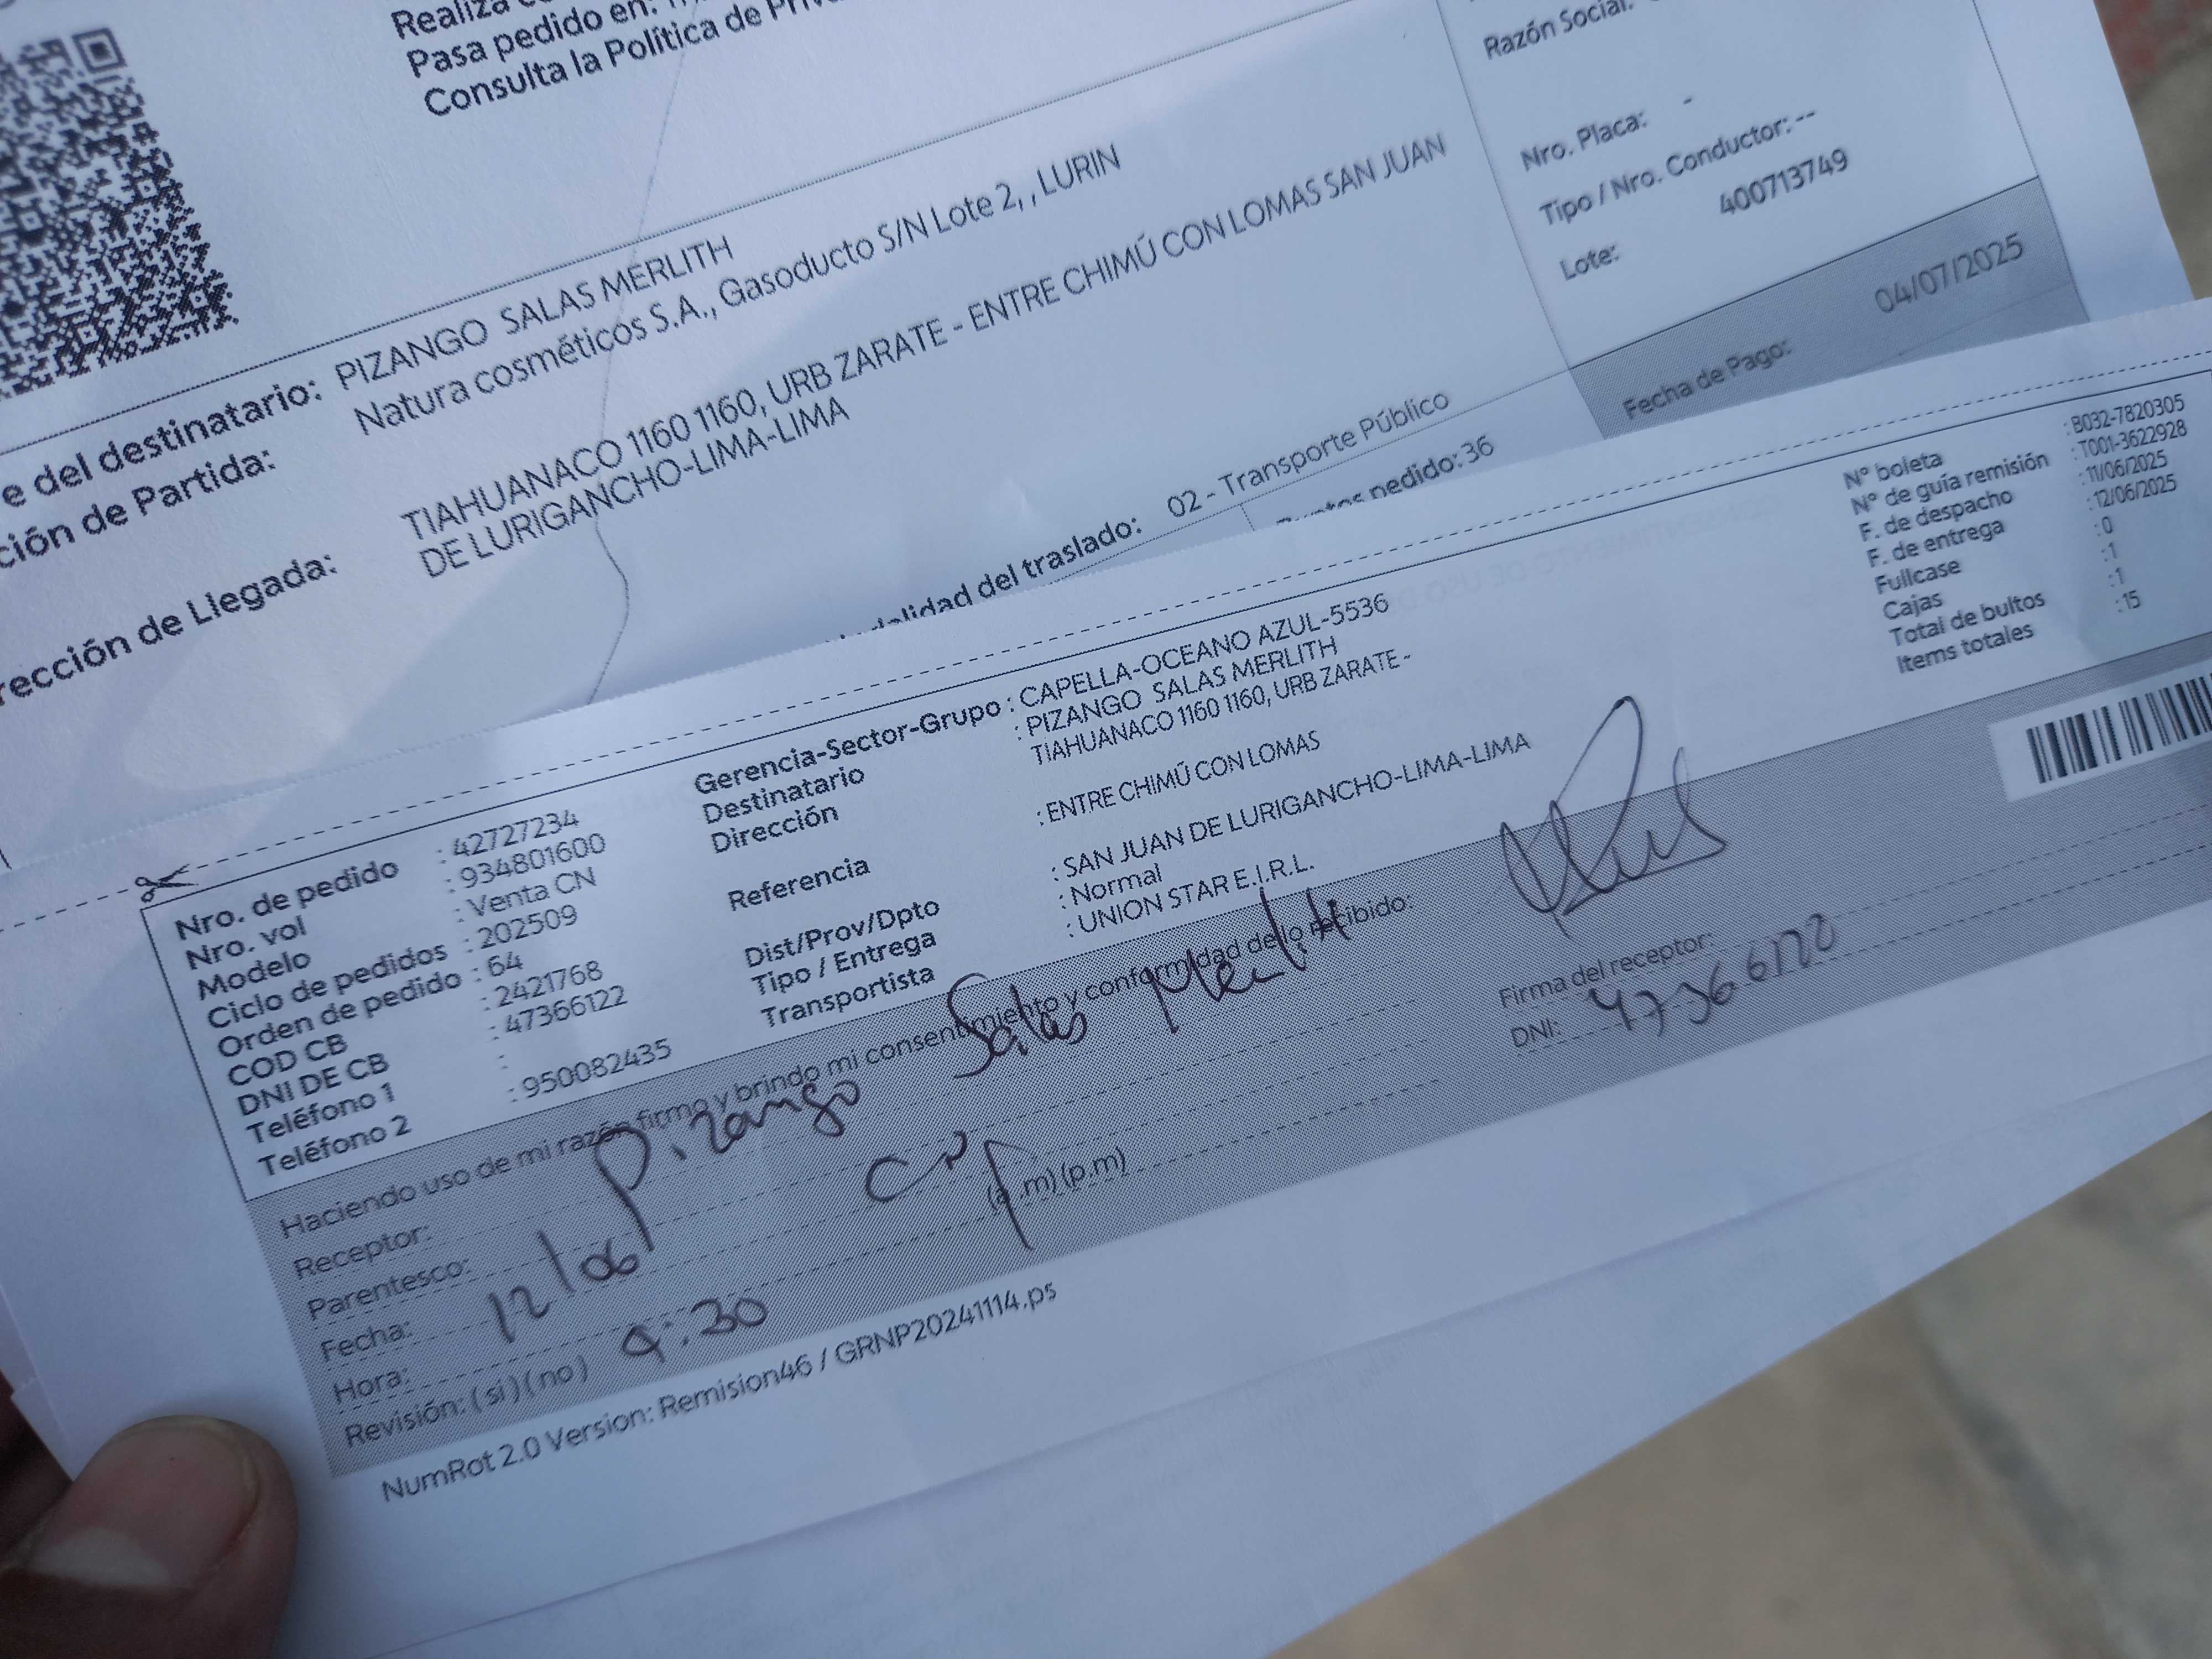 Realiza
Pasa pedido en:
Consulta la Política de
Razón Social:
Nro. Placa: -
Tipo / Nro. Conductor: --
Lote: 400713749
Fecha de Pago: 04/07/2025
e del destinatario: PIZANGO SALAS MERLITH
ción de Partida: Natura cosméticos S.A., Gasoducto S/N Lote 2, , LURIN
rección de Llegada: TIAHUANACO 1160 1160, URB ZARATE - ENTRE CHIMÚ CON LOMAS SAN JUAN
DE LURIGANCHO-LIMA-LIMA
alidad del traslado: 02 - Transporte Público
pedido: 36
Nro. de pedido : 42727234
Nro. vol : 934801600
Modelo : Venta CN
Ciclo de pedidos : 202509
Orden de pedido : 64
COD CB : 2421768
DNI DE CB : 47366122
Teléfono 1 :
Teléfono 2 : 950082435
Gerencia-Sector-Grupo : CAPELLA-OCEANO AZUL-5536
Destinatario : PIZANGO SALAS MERLITH
Dirección TIAHUANACO 1160 1160, URB ZARATE -
Referencia : ENTRE CHIMÚ CON LOMAS
Dist/Prov/Dpto : SAN JUAN DE LURIGANCHO-LIMA-LIMA
Tipo / Entrega : Normal
Transportista : UNION STAR E.I.R.L.
N° boleta : B032-7820305
N° de guía remisión : T001-3622928
F. de despacho : 11/06/2025
F. de entrega : 12/06/2025
Fullcase : 0
Cajas : 1
Total de bultos : 1
Items totales : 15
Haciendo uso de mi razón firmo y brindo mi consentimiento y conformidad de lo recibido:
Receptor: Pizango Salas
Parentesco:
Fecha: 12/06
Hora: 9:30 (a.m) (p.m)
Revisión: (si) (no)
Firma del receptor:
DNI: 47366122
NumRot 2.0 Version: Remision46 / GRNP20241114.ps